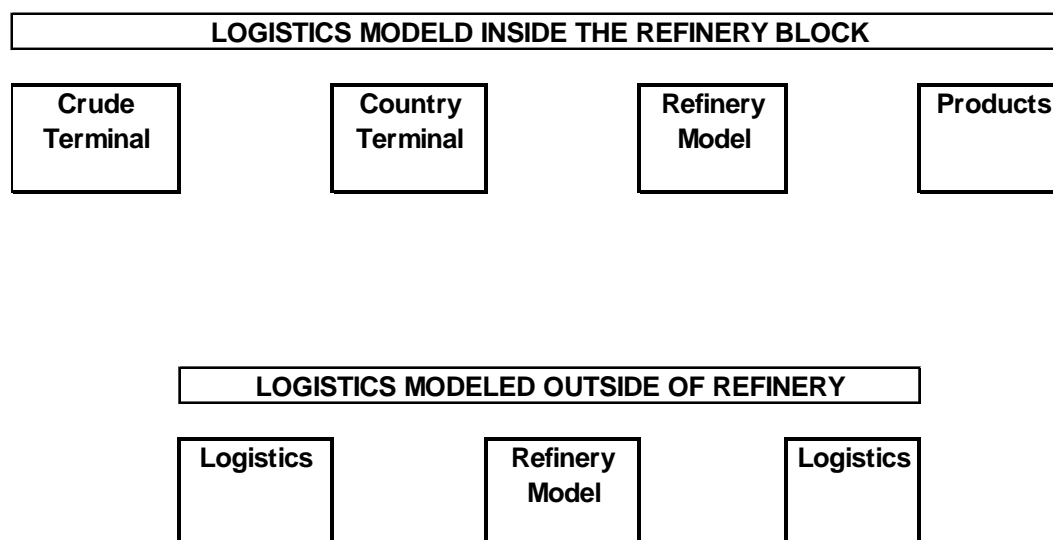 LOGISTICS MODELD INSIDE THE REFINERY BLOCK
Crude
Terminal
Country
Terminal
Refinery
Model
Products
LOGISTICS MODELED OUTSIDE OF REFINERY
Logistics
Refinery
Model
Logistics